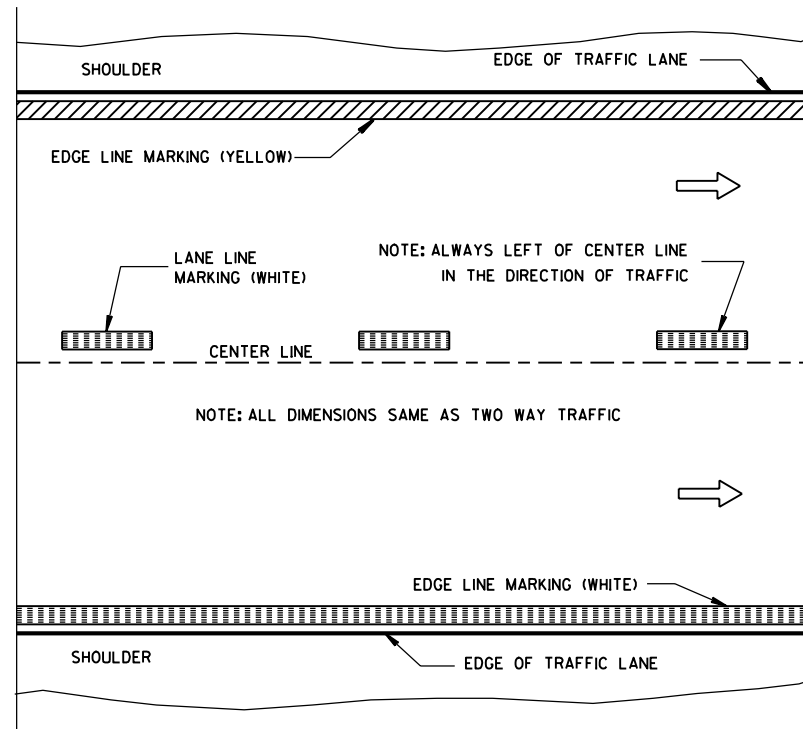 SHOULDER
EDGE OF TRAFFIC LANE
EDGE LINE MARKING (YELLOW)
LANE LINE
MARKING (WHITE)
NOTE: ALWAYS LEFT OF CENTER LINE
IN THE DIRECTION OF TRAFFIC
CENTER LINE
NOTE: ALL DIMENSIONS SAME AS TWO WAY TRAFFIC
EDGE LINE MARKING (WHITE)
SHOULDER
EDGE OF TRAFFIC LANE